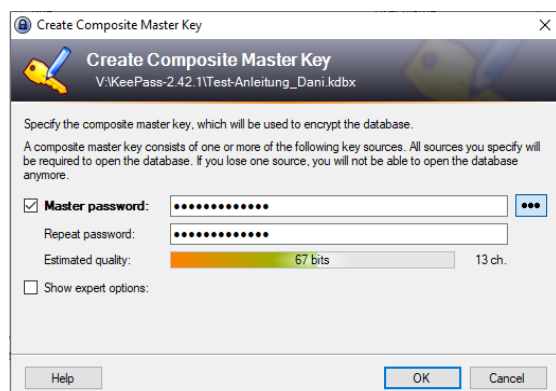 Create Composite Master Key
Create Composite Master Key
V:\KeePass-2.42.1\Test-Anleitung_Dani.kdbx
Specify the composite master key, which will be used to encrypt the database.
A composite master key consists of one or more of the following key sources. All sources you specify will
be required to open the database. If you lose one source, you will not be able to open the database
anymore.
Master password: ●●●●●●●●●●●●● ●●●
Repeat password: ●●●●●●●●●●●●●
Estimated quality: 67 bits 13 ch.
Show expert options:
Help OK Cancel